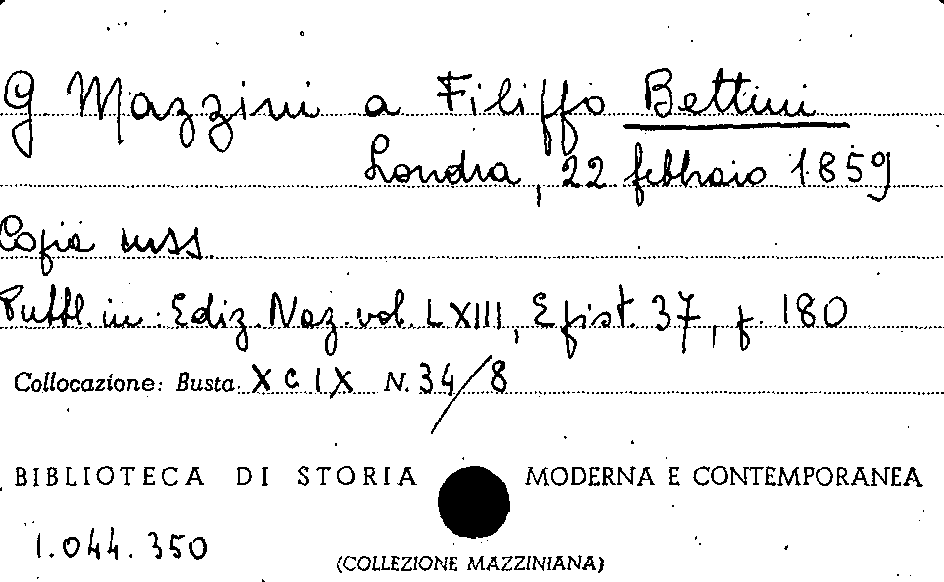 G. Mazzini a Filippo Bettini
Londra, 22 febbraio 1859
Copia mss.
Pubbl. in: Ediz. Naz. vol. LXIII, Epist. 37, p. 180
Collocazione: Busta XCIX N. 34/8
BIBLIOTECA DI STORIA MODERNA E CONTEMPORANEA
1.044.350
(COLLEZIONE MAZZINIANA)